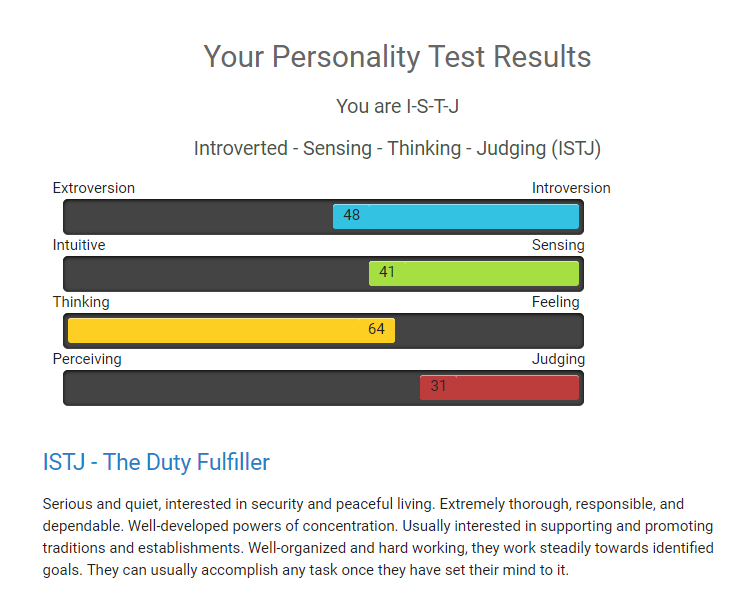 Your Personality Test Results
You are I-S-T-J
Introverted - Sensing - Thinking - Judging (ISTJ)
Extroversion Introversion
48
Intuitive Sensing
41
Thinking Feeling
64
Perceiving Judging
31
ISTJ - The Duty Fulfiller
Serious and quiet, interested in security and peaceful living. Extremely thorough, responsible, and
dependable. Well-developed powers of concentration. Usually interested in supporting and promoting
traditions and establishments. Well-organized and hard working, they work steadily towards identified
goals. They can usually accomplish any task once they have set their mind to it.